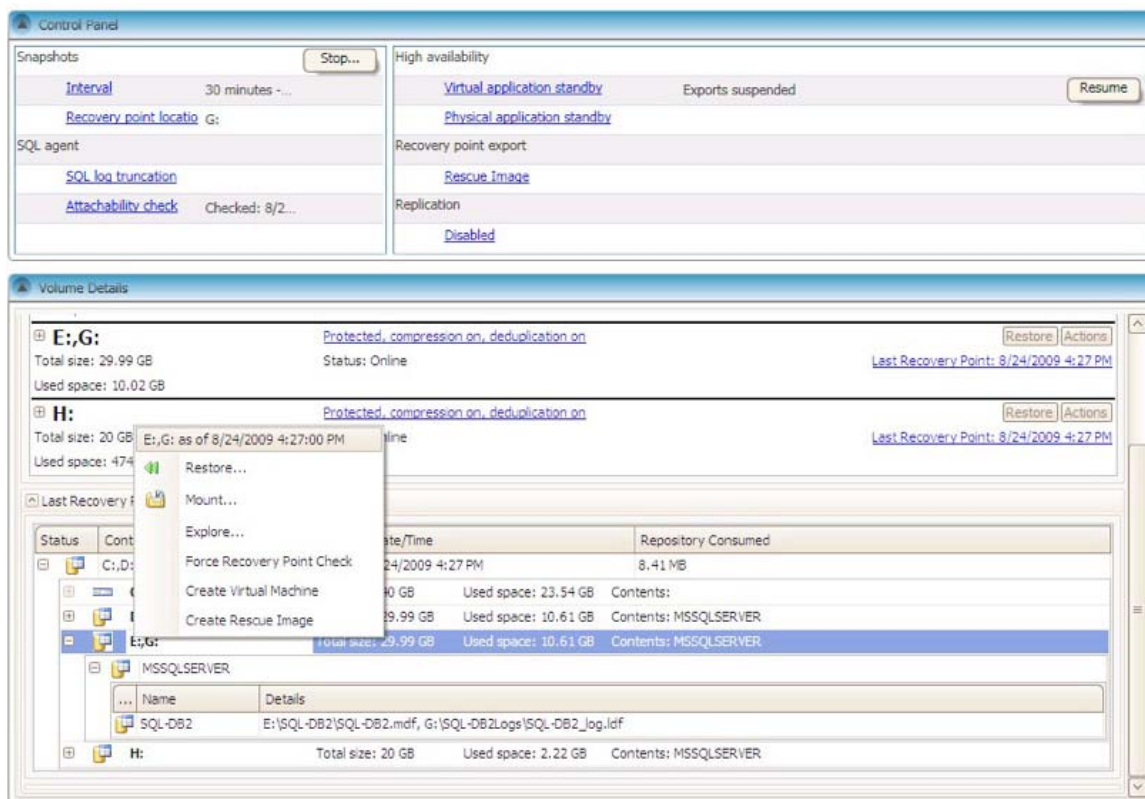 Control Panel
Snapshots
Stop...
Interval 30 minutes -...
Recovery point locatio G:
SQL agent
SQL log truncation
Attachability check Checked: 8/2...
High availability
Virtual application standby Exports suspended Resume
Physical application standby
Recovery point export
Rescue Image
Replication
Disabled
Volume Details
E:,G: Protected, compression on, deduplication on Restore Actions
Total size: 29.99 GB Status: Online Last Recovery Point: 8/24/2009 4:27 PM
Used space: 10.02 GB
H: Protected, compression on, deduplication on Restore Actions
Total size: 20 GB Last Recovery Point: 8/24/2009 4:27 PM
Used space: 474
E:,G: as of 8/24/2009 4:27:00 PM
Restore...
Mount...
Explore...
Force Recovery Point Check
Create Virtual Machine
Create Rescue Image
Last Recovery
Status Cont ate/Time Repository Consumed
C:,D: 24/2009 4:27 PM 8.41 MB
0 GB Used space: 23.54 GB Contents:
29.99 GB Used space: 10.61 GB Contents: MSSQLSERVER
E:,G: Total size: 29.99 GB Used space: 10.61 GB Contents: MSSQLSERVER
MSSQLSERVER
... Name Details
SQL-DB2 E:\SQL-DB2\SQL-DB2.mdf, G:\SQL-DB2Logs\SQL-DB2_log.ldf
H: Total size: 20 GB Used space: 2.22 GB Contents: MSSQLSERVER